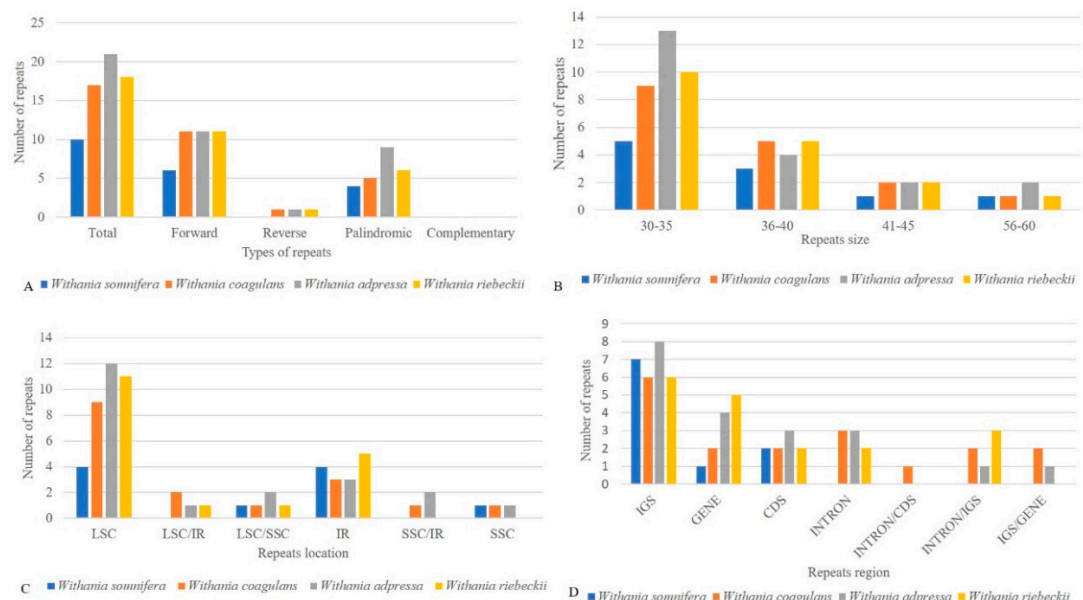 25
20
15
10
5
0
Number of repeats
Total Forward Reverse Palindromic Complementary
Types of repeats
A Withania somnifera Withania coagulans Withania adpressa Withania riebeckii
14
12
10
8
6
4
2
0
Number of repeats
30-35 36-40 41-45 56-60
Repeats size
B Withania somnifera Withania coagulans Withania adpressa Withania riebeckii
14
12
10
8
6
4
2
0
Number of repeats
LSC LSC/IR LSC/SSC IR SSC/IR SSC
Repeats location
C Withania somnifera Withania coagulans Withania adpressa Withania riebeckii
9
8
7
6
5
4
3
2
1
0
Number of repeats
IGS GENE CDS INTRON INTRON/CDS INTRON/IGS IGS/GENE
Repeats region
D Withania somnifera Withania coagulans Withania adpressa Withania riebeckii